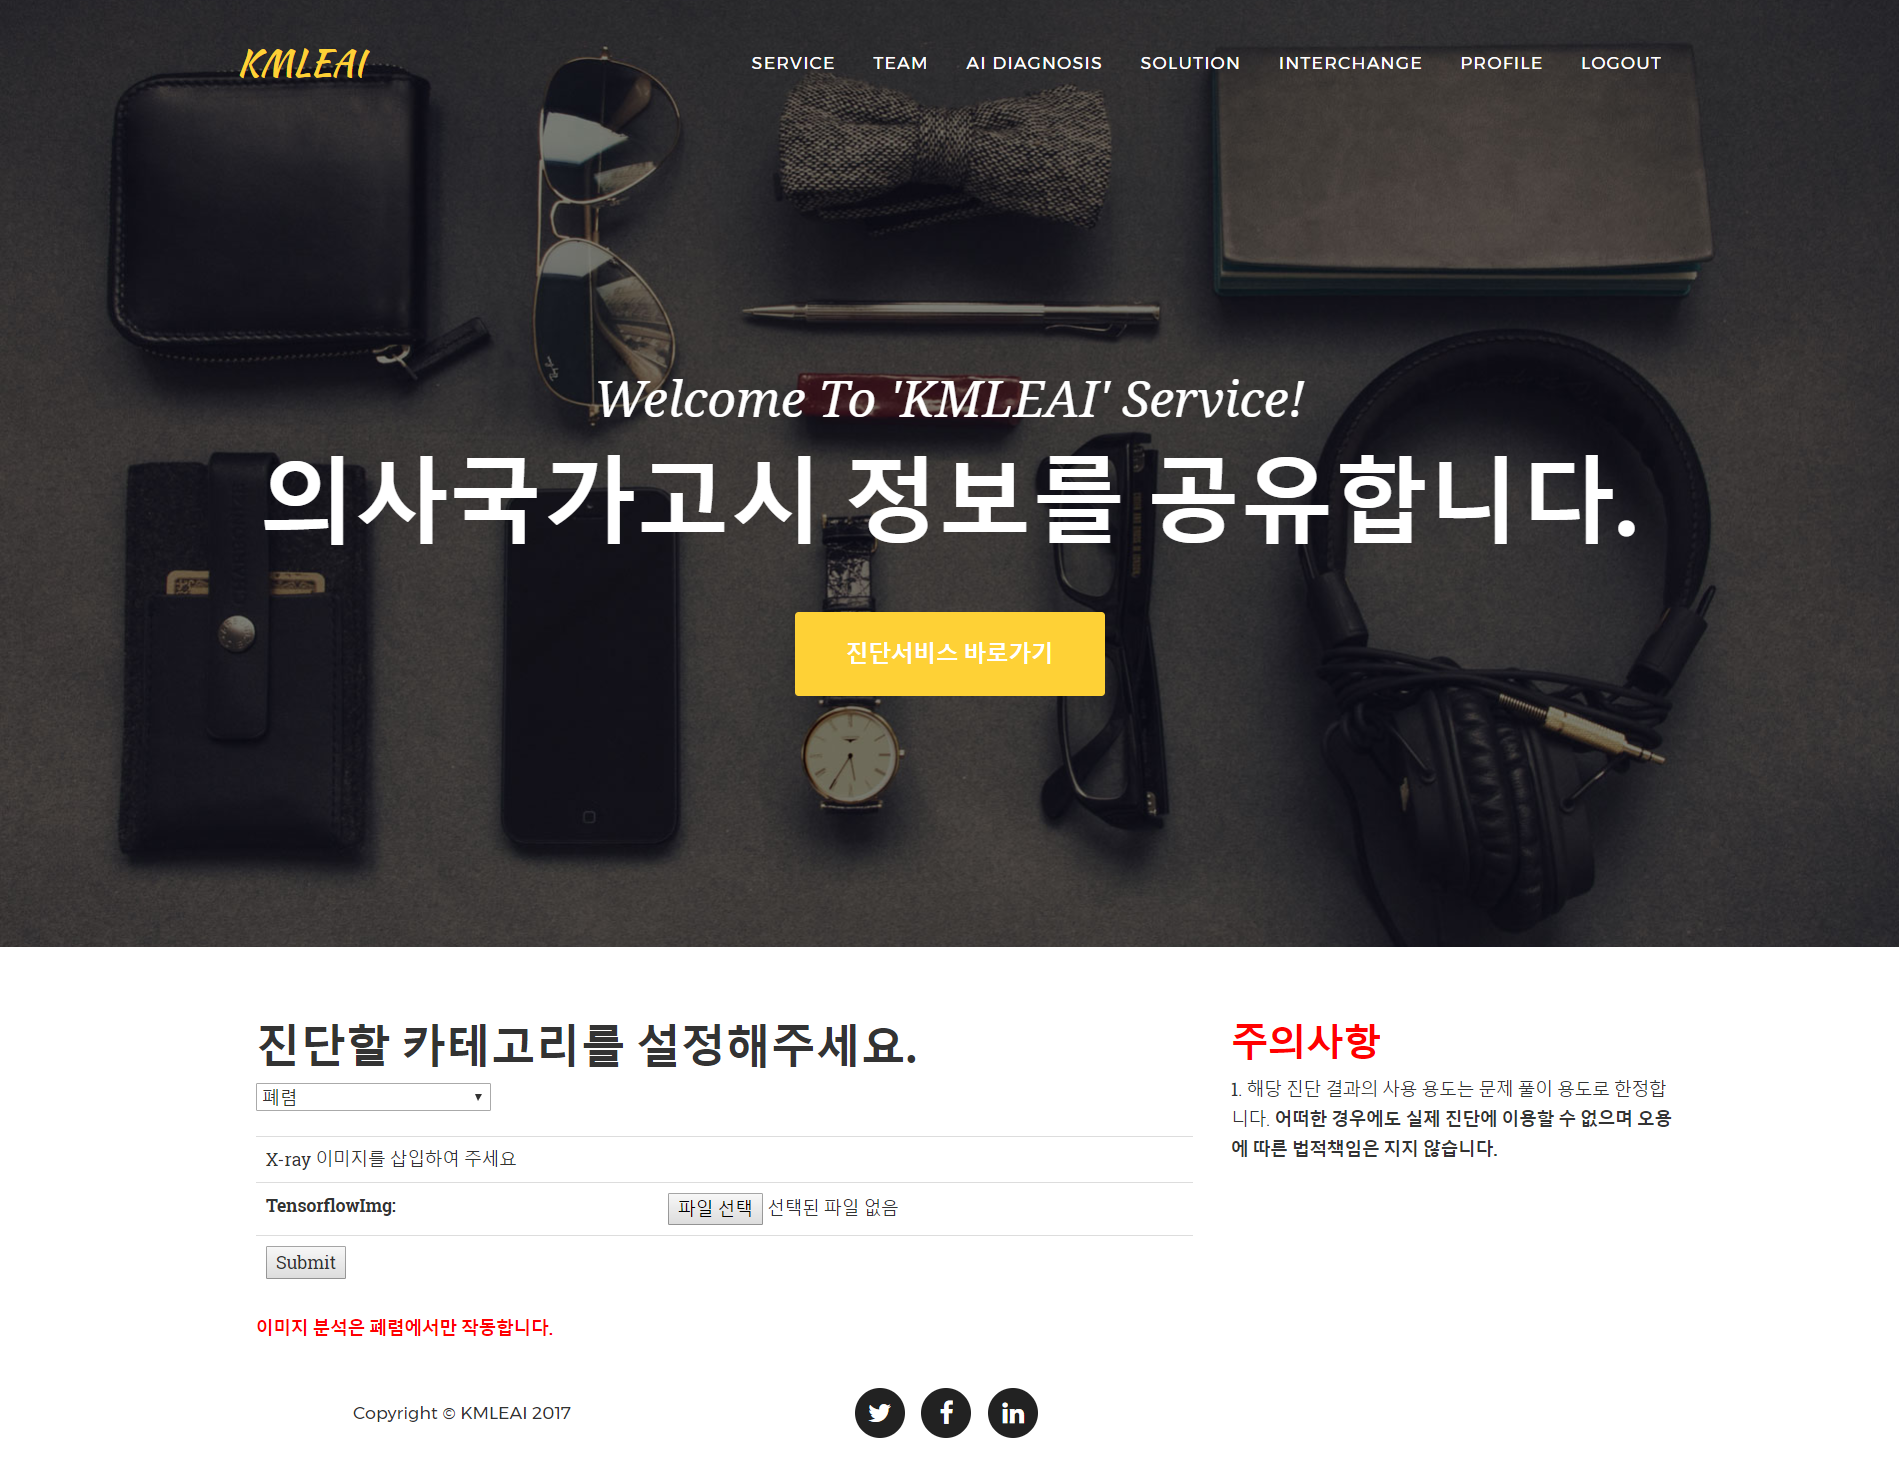 KMLEAI
SERVICE TEAM AI DIAGNOSIS SOLUTION INTERCHANGE PROFILE LOGOUT
Welcome To 'KMLEAI' Service!
의사국가고시 정보를 공유합니다.
진단서비스 바로가기
진단할 카테고리를 설정해주세요.
폐렴
X-ray 이미지를 삽입하여 주세요
TensorflowImg: 파일 선택 선택된 파일 없음
Submit
이미지 분석은 폐렴에서만 작동합니다.
주의사항
1. 해당 진단 결과의 사용 용도는 문제 풀이 용도로 한정합
니다. 어떠한 경우에도 실제 진단에 이용할 수 없으며 오용
에 따른 법적책임은 지지 않습니다.
Copyright © KMLEAI 2017